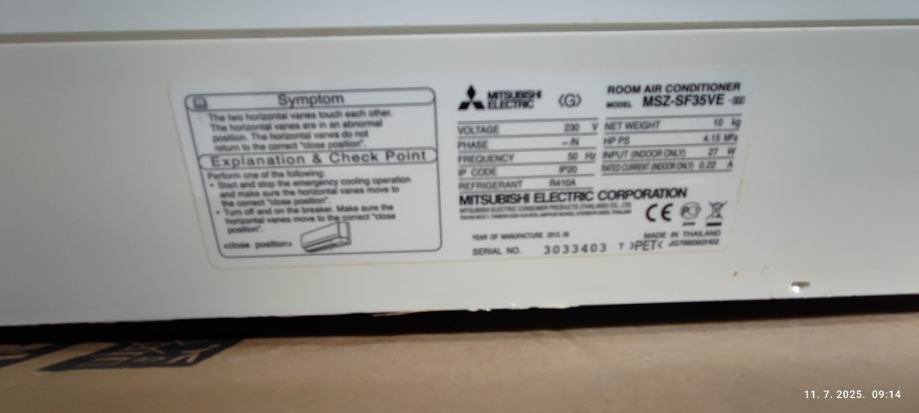 Symptom
The two horizontal vanes touch each other.
The horizontal vanes are in an abnormal
position. The horizontal vanes do not
return to the correct "close position".
Explanation & Check Point
Perform one of the following:
• Start and stop the emergency cooling operation
and make sure the horizontal vanes move to
the correct "close position".
• Turn off and on the breaker. Make sure the
horizontal vanes move to the correct "close
position".
«close position»
MITSUBISHI
ELECTRIC
〈G〉
ROOM AIR CONDITIONER
MODEL MSZ-SF35VE
VOLTAGE 230 V
PHASE ~/N
FREQUENCY 50 Hz
IP CODE IP20
REFRIGERANT R410A
NET WEIGHT 10 kg
HP PS 4.15 MPa
INPUT (INDOOR ONLY) 27 W
RATED CURRENT (INDOOR ONLY) 0.22 A
MITSUBISHI ELECTRIC CORPORATION
MITSUBISHI ELECTRIC CONSUMER PRODUCTS (THAILAND) CO., LTD.
CE
YEAR OF MANUFACTURE
SERIAL NO. 3033403 T >PET<
MADE IN THAILAND
11. 7. 2025. 09:14